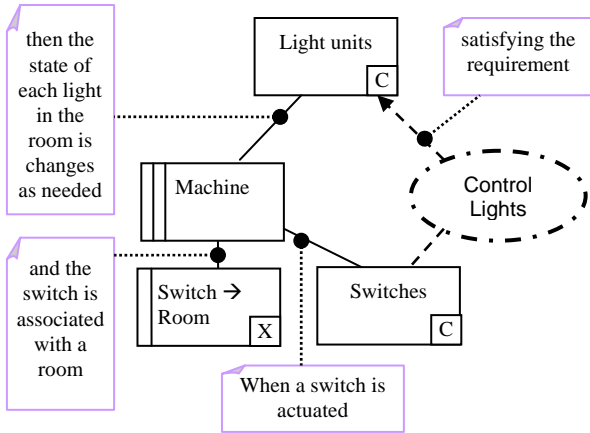 then the
state of
each light
in the
room is
changes
as needed
Light units
C
satisfying the
requirement
Machine
Control
Lights
and the
switch is
associated
with a
room
Switch →
Room
X
Switches
C
When a switch is
actuated